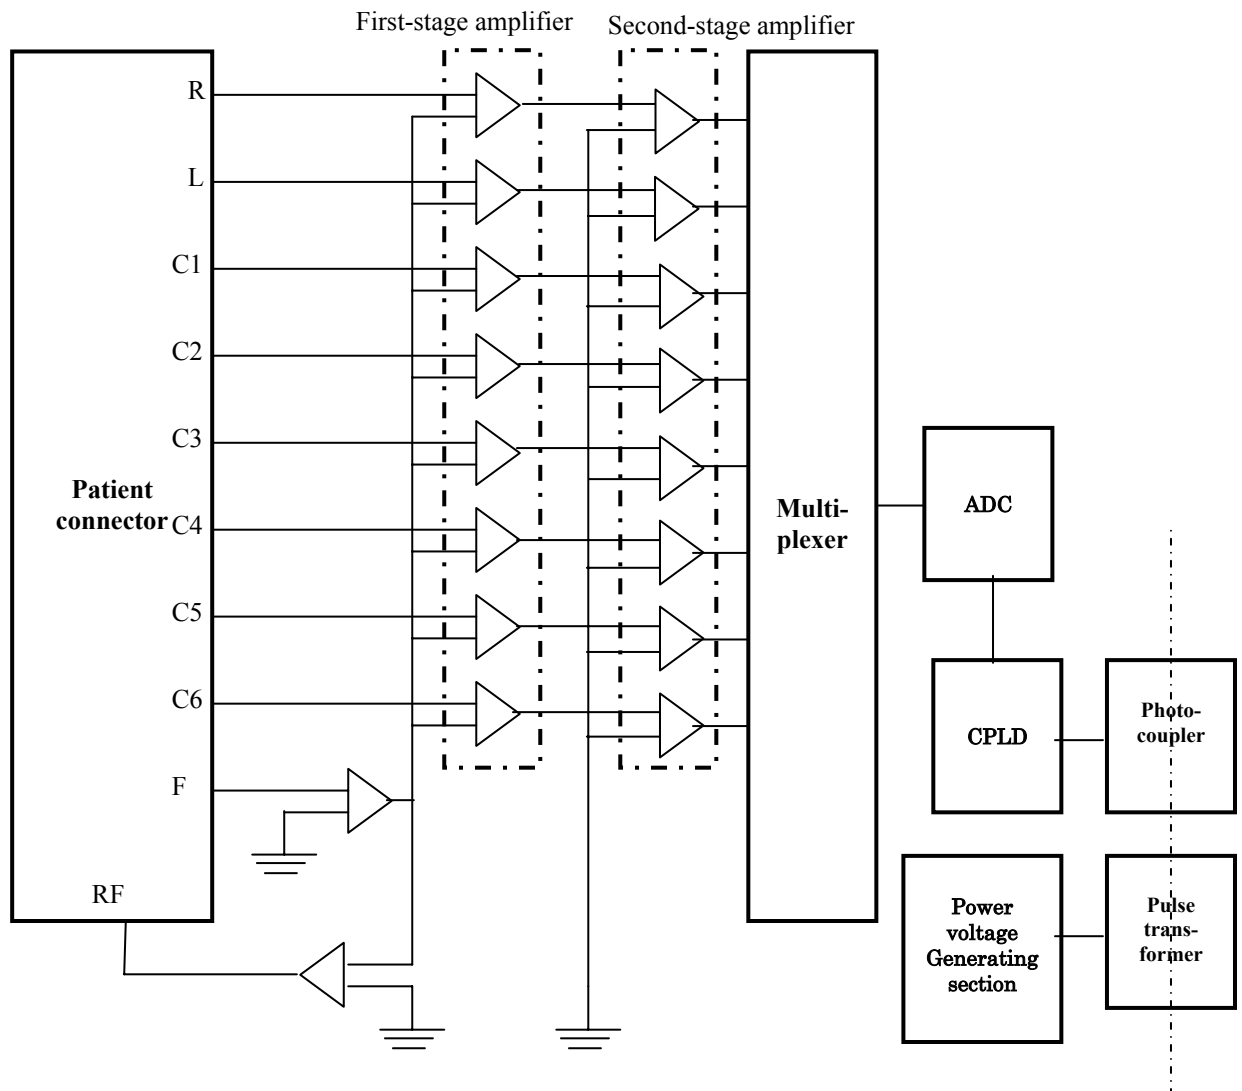 First-stage amplifier
Second-stage amplifier
R
L
C1
C2
C3
Patient
connector
C4
C5
C6
F
RF
Multi-
plexer
ADC
CPLD
Photo-
coupler
Power
voltage
Generating
section
Pulse
trans-
former